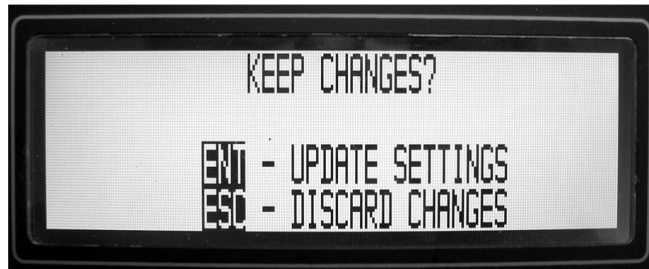 KEEP CHANGES?
ENT - UPDATE SETTINGS
ESC - DISCARD CHANGES